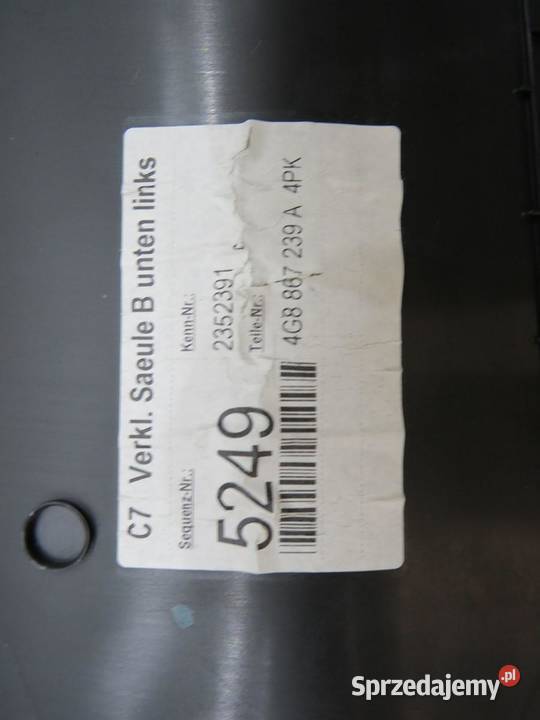 C7 Verkl. Saeule B unten links
Sequenz-Nr.: Kenn-Nr.:
5249 2352391 c
Teile-Nr.:
4G8 867 239 A 4PK
Sprzedajemy.pl